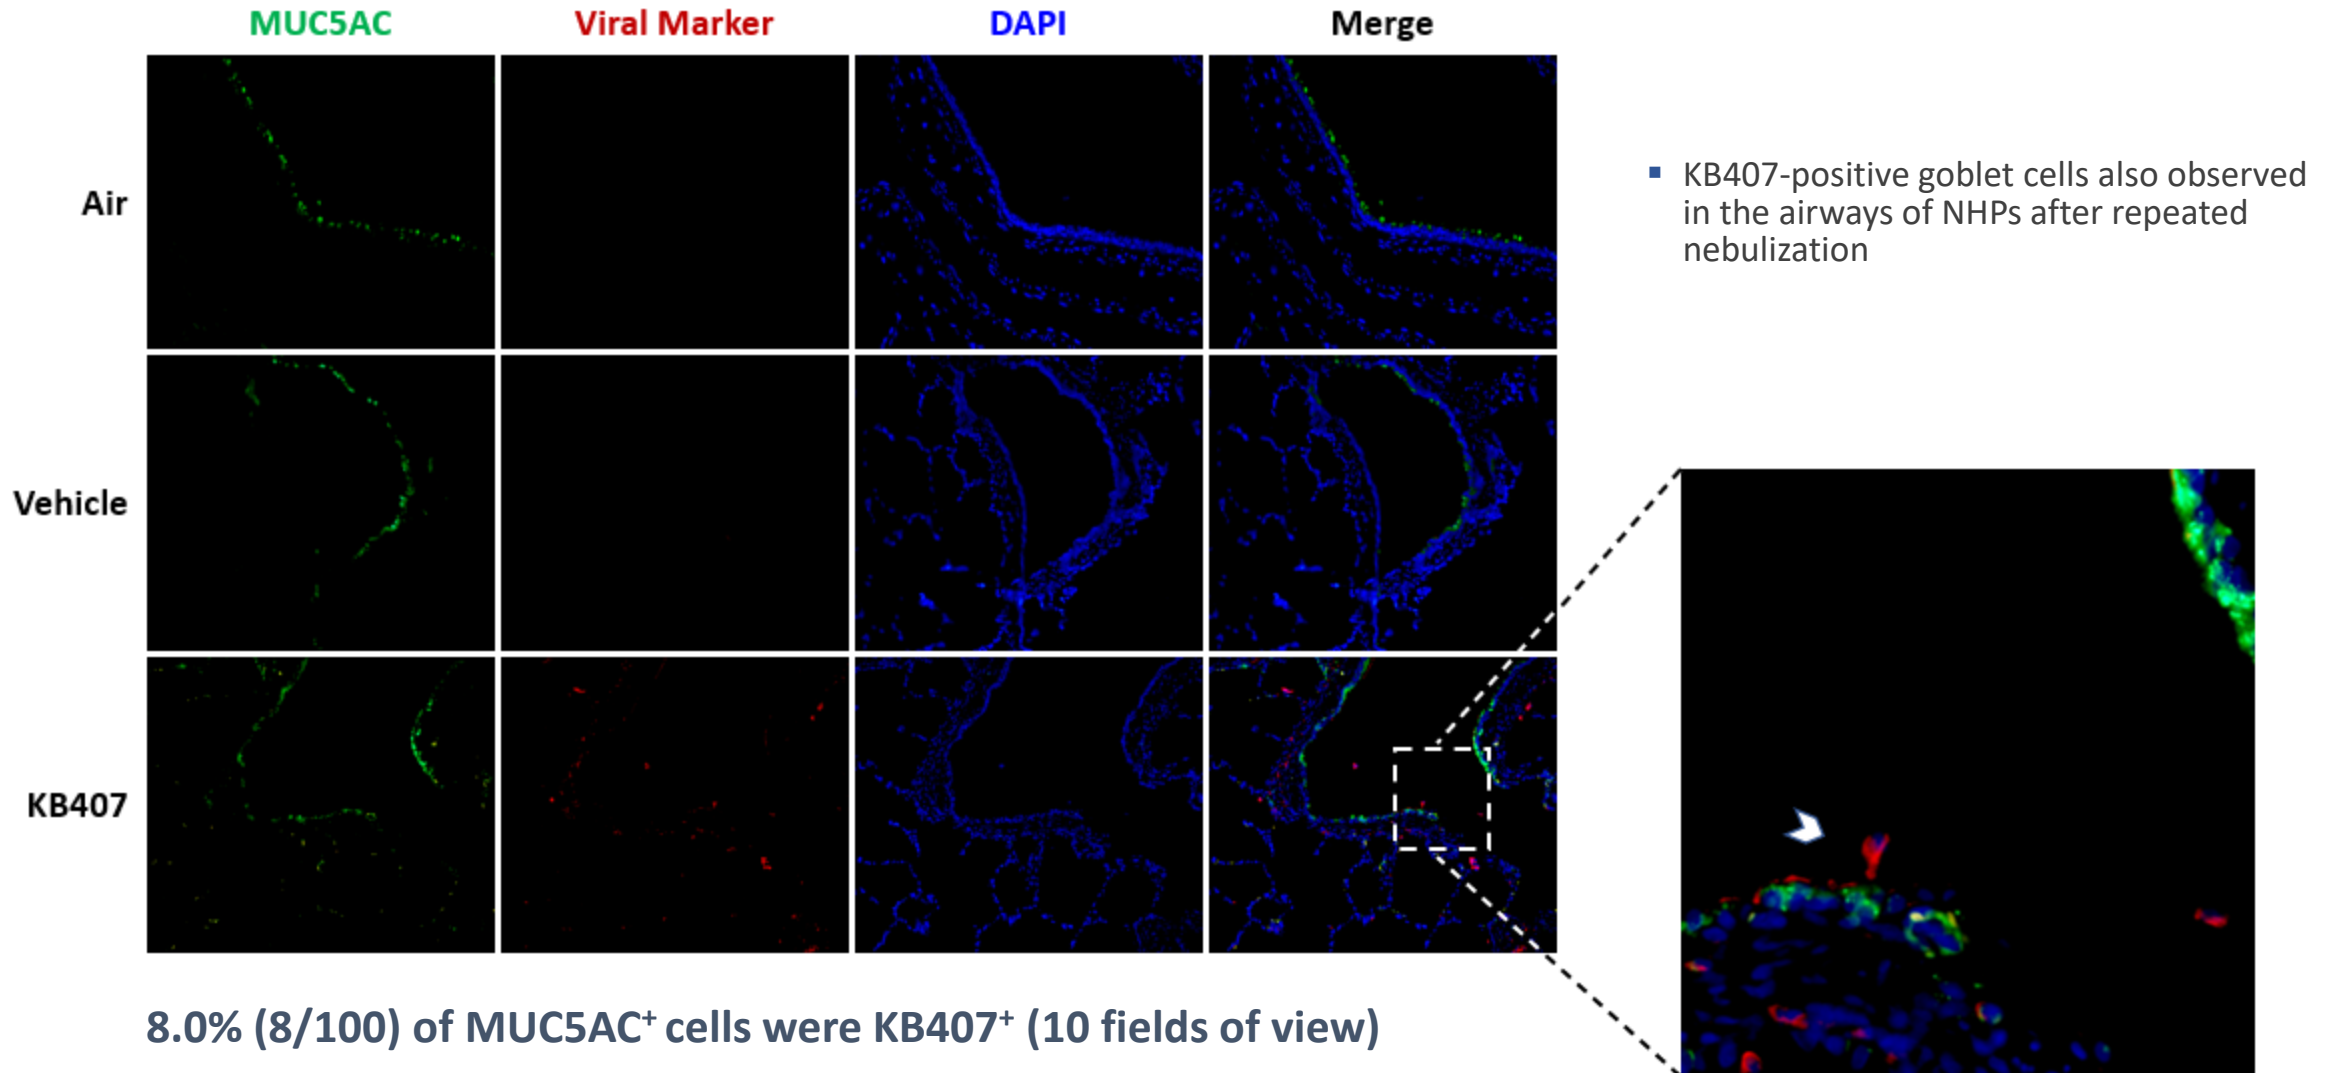 MUC5AC
Viral Marker
DAPI
Merge
Air
Vehicle
KB407
▪ KB407-positive goblet cells also observed
in the airways of NHPs after repeated
nebulization
8.0% (8/100) of MUC5AC⁺ cells were KB407⁺ (10 fields of view)